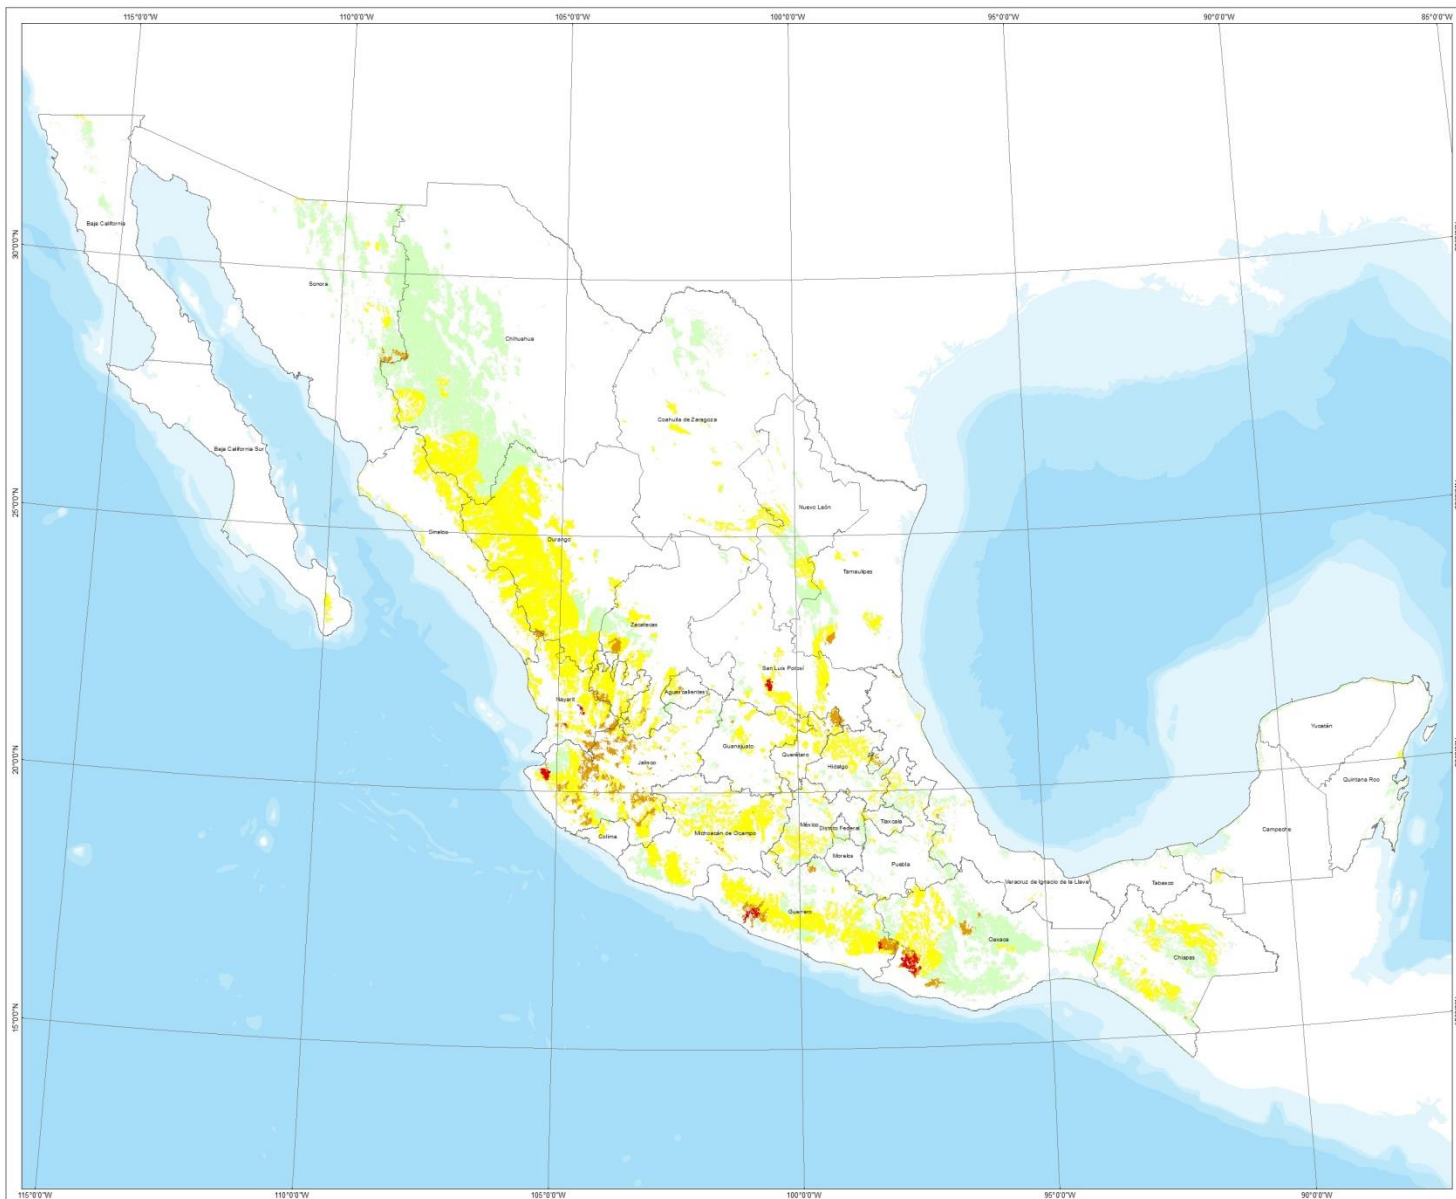 115°0'0"W 110°0'0"W 105°0'0"W 100°0'0"W 95°0'0"W 90°0'0"W 85°0'0"W
Baja California
30°0'0"N
Sonora
Chihuahua
Coahuila de Zaragoza
Baja California Sur
25°0'0"N
Nuevo León
Sinaloa
Durango
Tamaulipas
Zacatecas
San Luis Potosí
Aguascalientes
Nayarit
Yucatán
Guanajuato
Querétaro
20°0'0"N
Jalisco
Hidalgo
Quintana Roo
México
Distrito Federal
Tlaxcala
Campeche
Colima
Michoacán de Ocampo
Morelos
Puebla
Veracruz de Ignacio de la Llave
Tabasco
Guerrero
Oaxaca
Chiapas
15°0'0"N
115°0'0"W 110°0'0"W 105°0'0"W 100°0'0"W 95°0'0"W 90°0'0"W